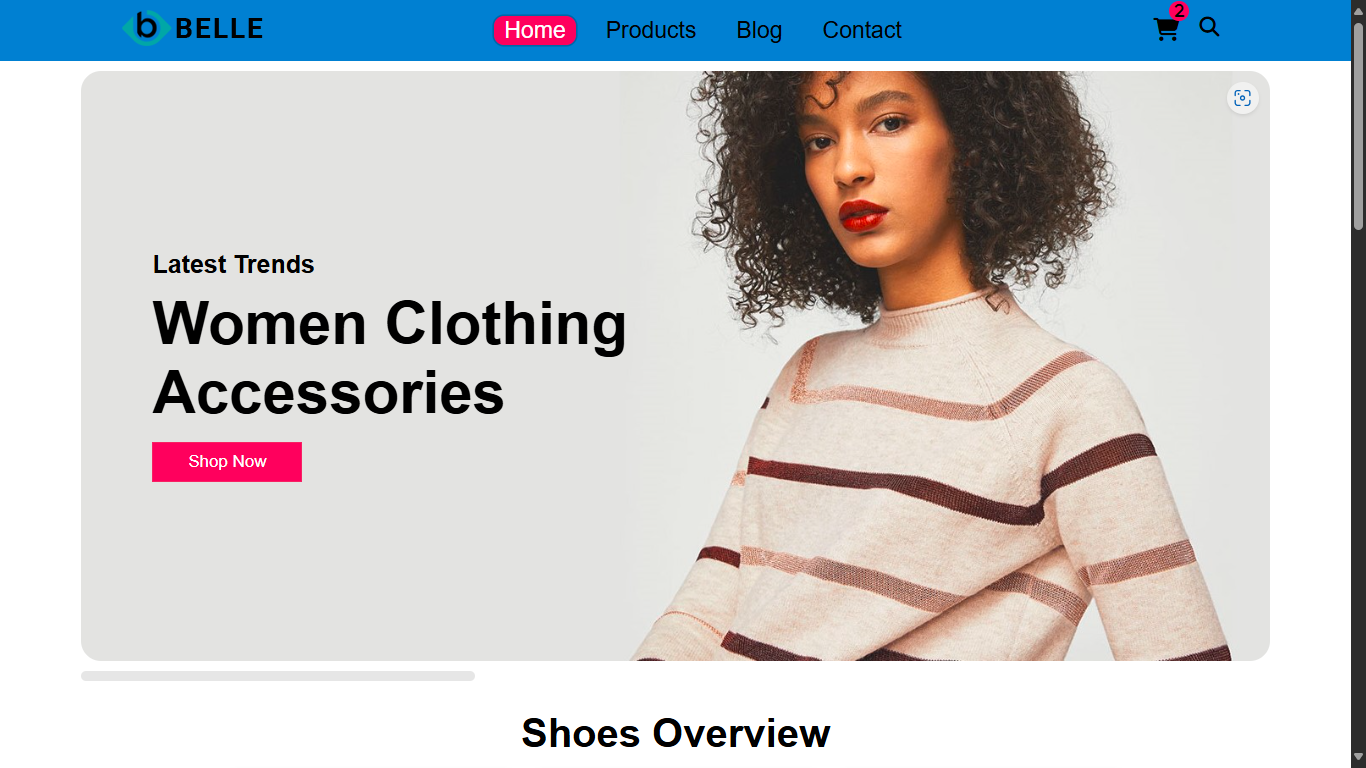 b BELLE
Home Products Blog Contact
2
Latest Trends
Women Clothing
Accessories
Shop Now
Shoes Overview